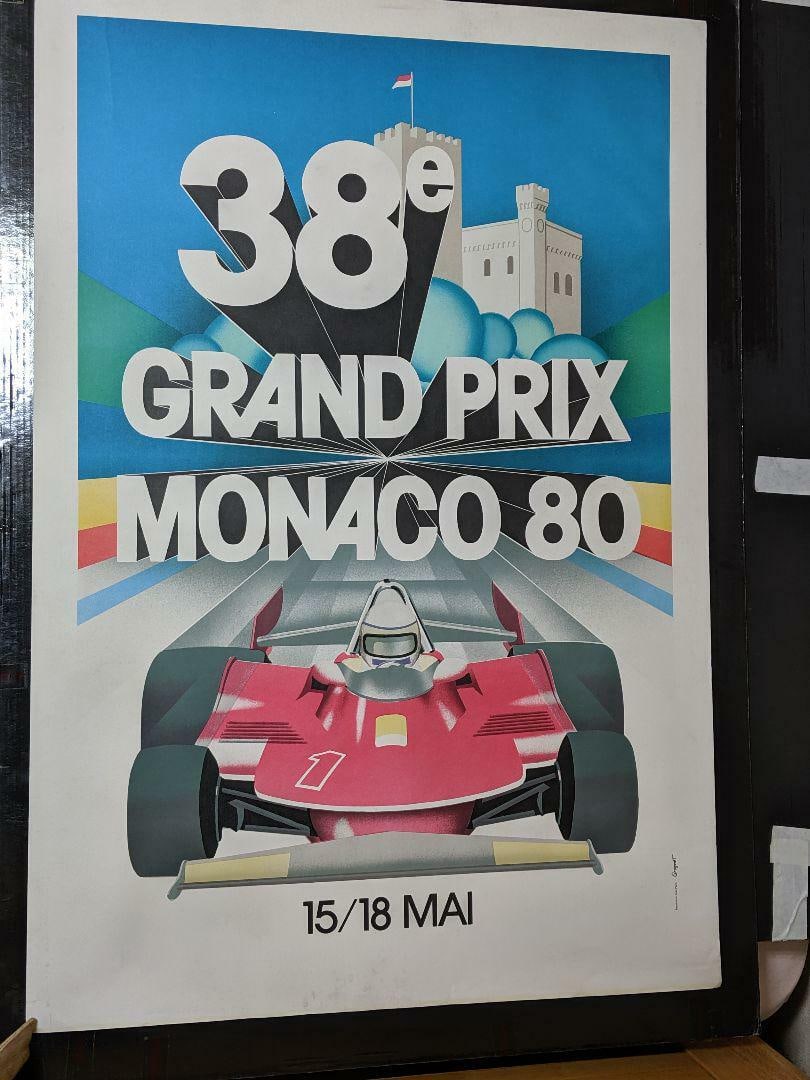 38e
GRAND PRIX
MONACO 80
1
15/18 MAI